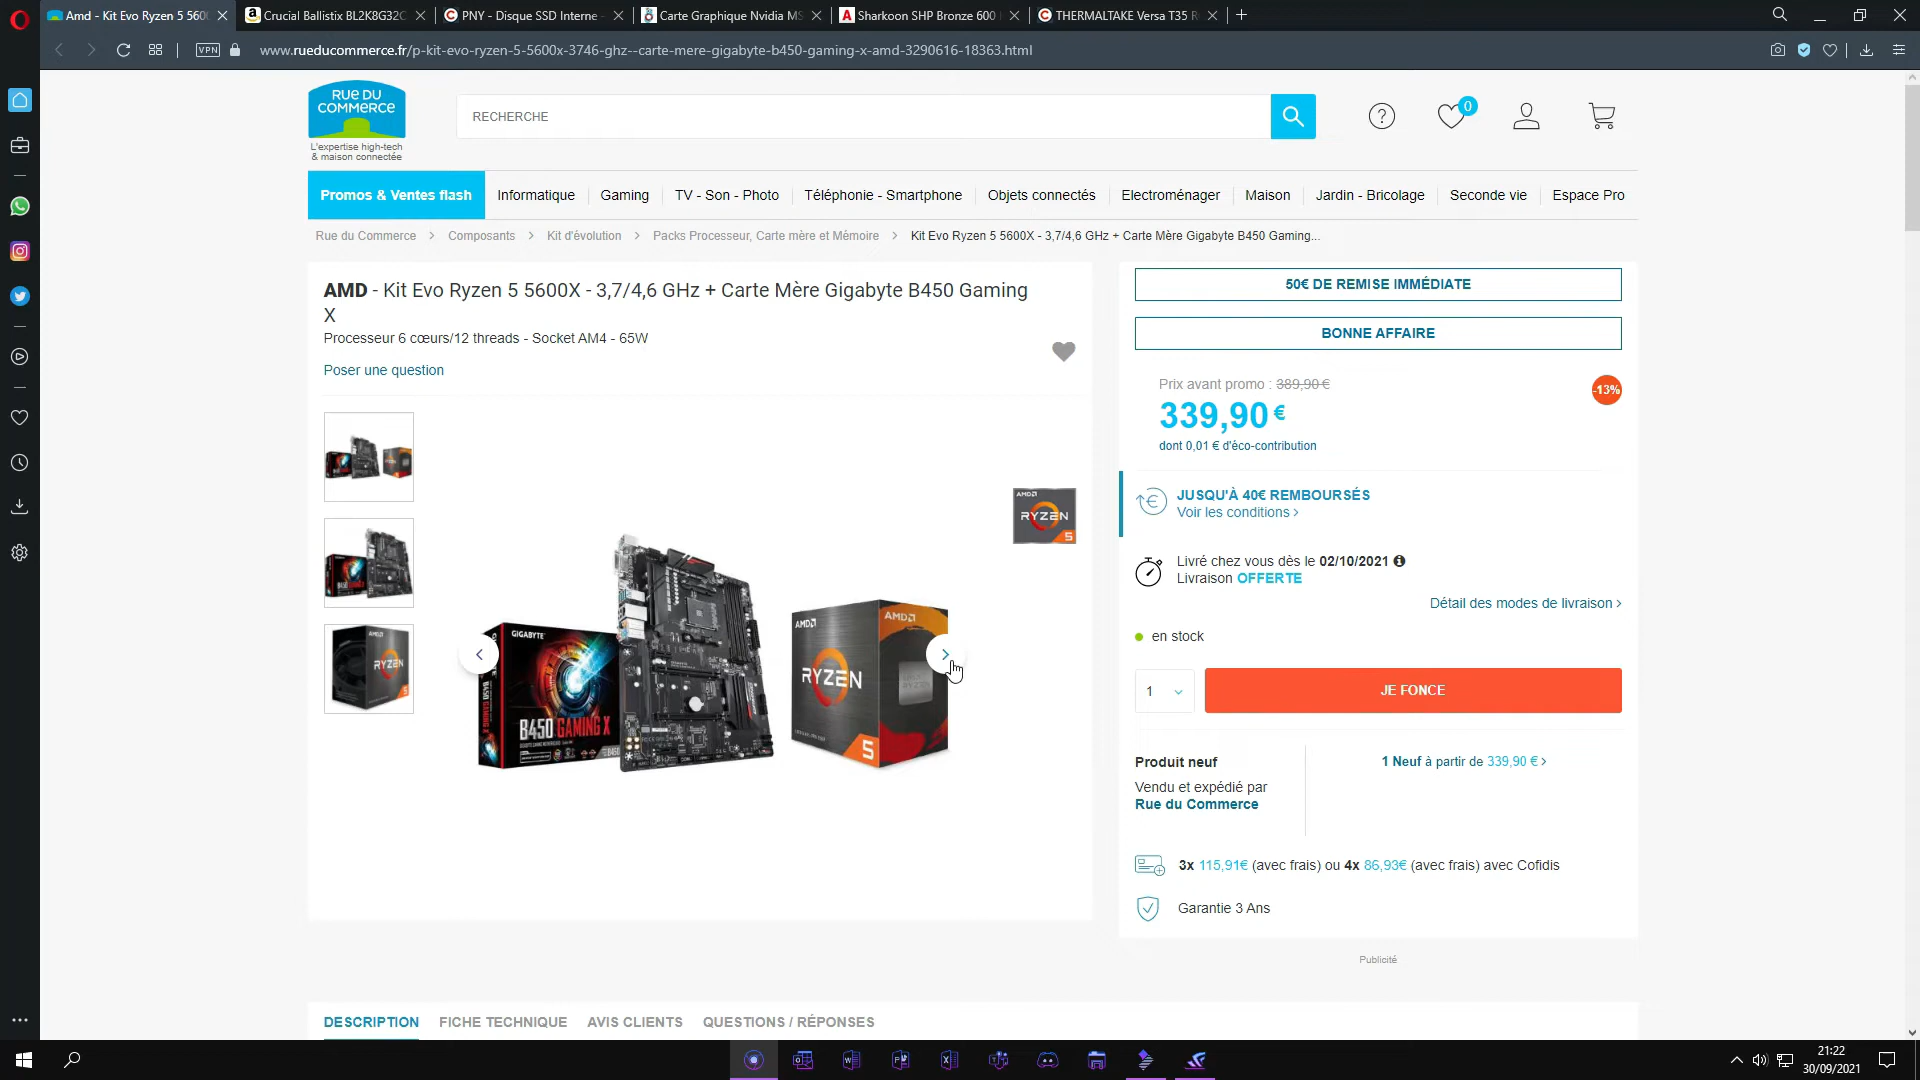 Amd - Kit Evo Ryzen 5 560
Crucial Ballistix BL2K8G32C
PNY - Disque SSD Interne -
Carte Graphique Nvidia MS
Sharkoon SHP Bronze 600
THERMALTAKE Versa T35 R
VPN
www.rueducommerce.fr/p-kit-evo-ryzen-5-5600x-3746-ghz--carte-mere-gigabyte-b450-gaming-x-amd-3290616-18363.html
RUE DU
COMMERCE
L'expertise high-tech
& maison connectée
RECHERCHE
0
Promos & Ventes flash
Informatique
Gaming
TV - Son - Photo
Téléphonie - Smartphone
Objets connectés
Electroménager
Maison
Jardin - Bricolage
Seconde vie
Espace Pro
Rue du Commerce > Composants > Kit d'évolution > Packs Processeur, Carte mère et Mémoire > Kit Evo Ryzen 5 5600X - 3,7/4,6 GHz + Carte Mère Gigabyte B450 Gaming...
AMD - Kit Evo Ryzen 5 5600X - 3,7/4,6 GHz + Carte Mère Gigabyte B450 Gaming
X
Processeur 6 cœurs/12 threads - Socket AM4 - 65W
Poser une question
AMD
RYZEN
5
GIGABYTE
B450 GAMING X
AMD
AMD
RYZEN
5
AMD
RYZEN
50€ DE REMISE IMMÉDIATE
BONNE AFFAIRE
Prix avant promo : 389,90 €
-13%
339,90 €
dont 0,01 € d'éco-contribution
JUSQU'À 40€ REMBOURSÉS
Voir les conditions >
Livré chez vous dès le 02/10/2021
Livraison OFFERTE
Détail des modes de livraison >
en stock
1
JE FONCE
Produit neuf
Vendu et expédié par
Rue du Commerce
1 Neuf à partir de 339,90 € >
3x 115,91€ (avec frais) ou 4x 86,93€ (avec frais) avec Cofidis
Garantie 3 Ans
Publicité
DESCRIPTION
FICHE TECHNIQUE
AVIS CLIENTS
QUESTIONS / RÉPONSES
21:22
30/09/2021